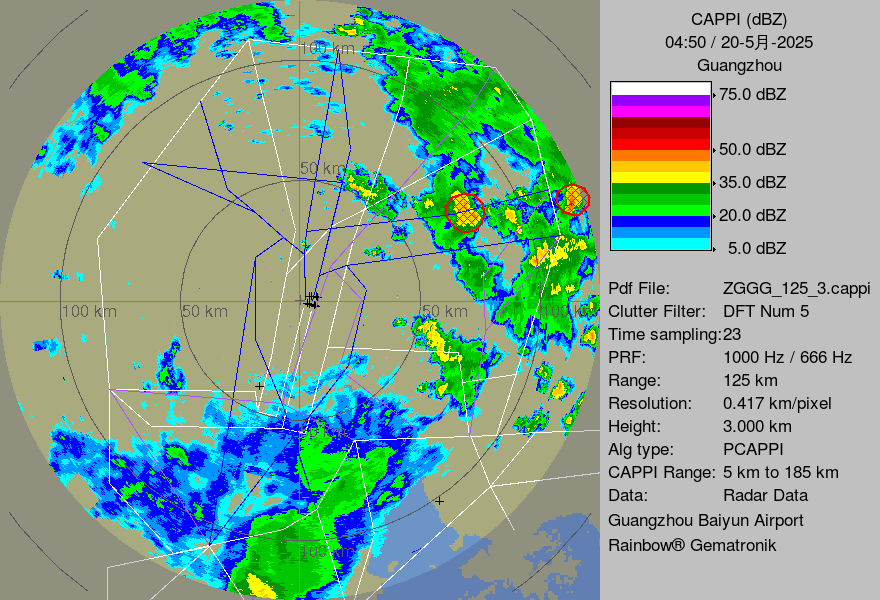 CAPPI (dBZ)
04:50 / 20-5月-2025
Guangzhou
75.0 dBZ
50.0 dBZ
35.0 dBZ
20.0 dBZ
5.0 dBZ
Pdf File: ZGGG_125_3.cappi
Clutter Filter: DFT Num 5
Time sampling:23
PRF: 1000 Hz / 666 Hz
Range: 125 km
Resolution: 0.417 km/pixel
Height: 3.000 km
Alg type: PCAPPI
CAPPI Range: 5 km to 185 km
Data: Radar Data
Guangzhou Baiyun Airport
Rainbow® Gematronik
100 km
50 km
100 km
50 km
50 km
100 km
100 km